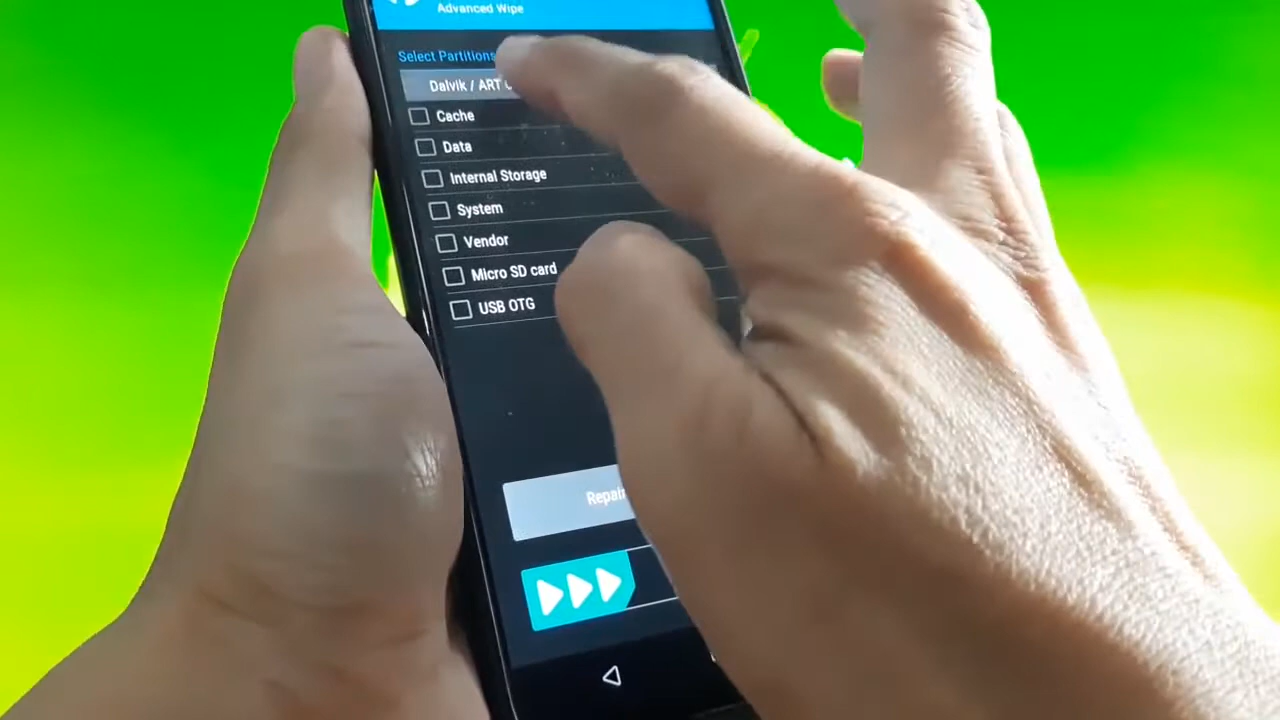 Advanced Wipe
Select Partitions
Dalvik / ART
Cache
Data
Internal Storage
System
Vendor
Micro SD card
USB OTG
Repair